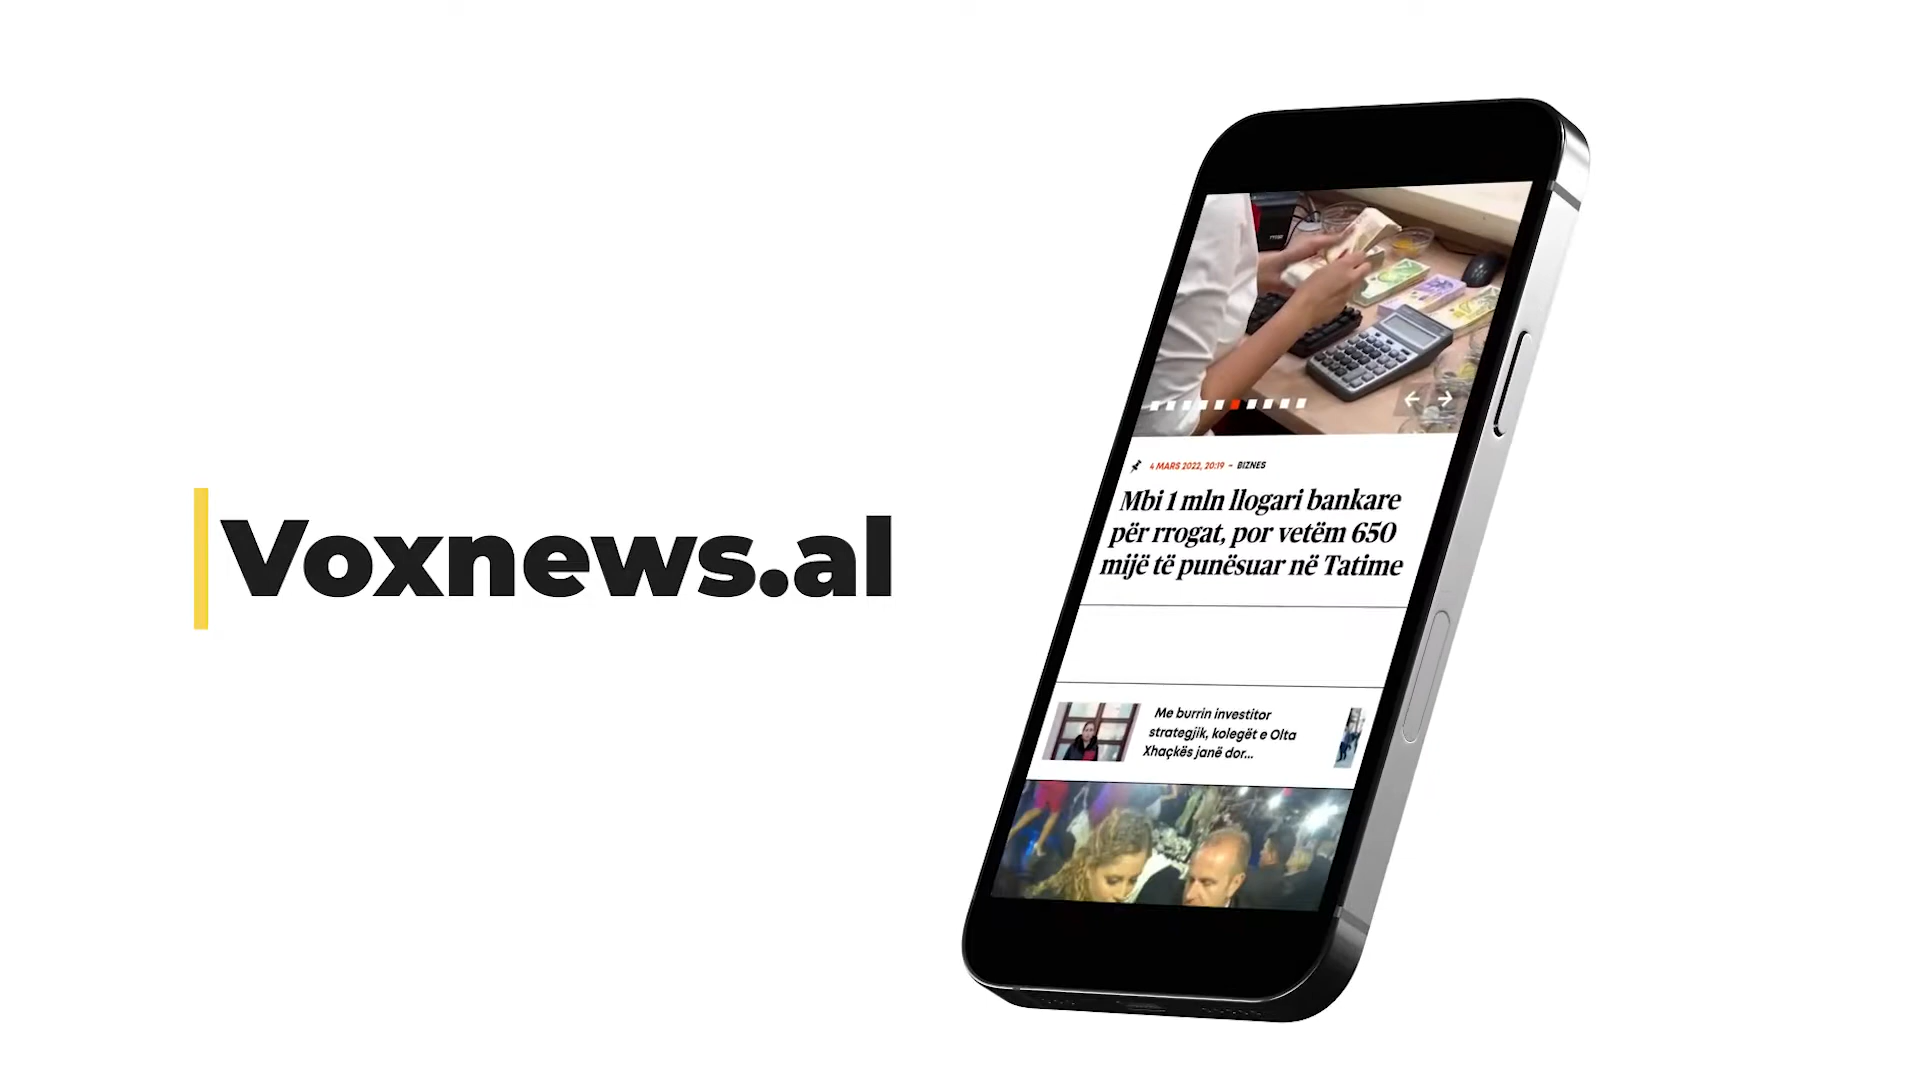 Voxnews.al
4 MARS 2022, 20:19 - BIZNES
Mbi 1 mln llogari bankare
për rrogat, por vetëm 650
mijë të punësuar në Tatime
Me burrin investitor
strategjik, kolegët e Olta
Xhaçkës janë dor...